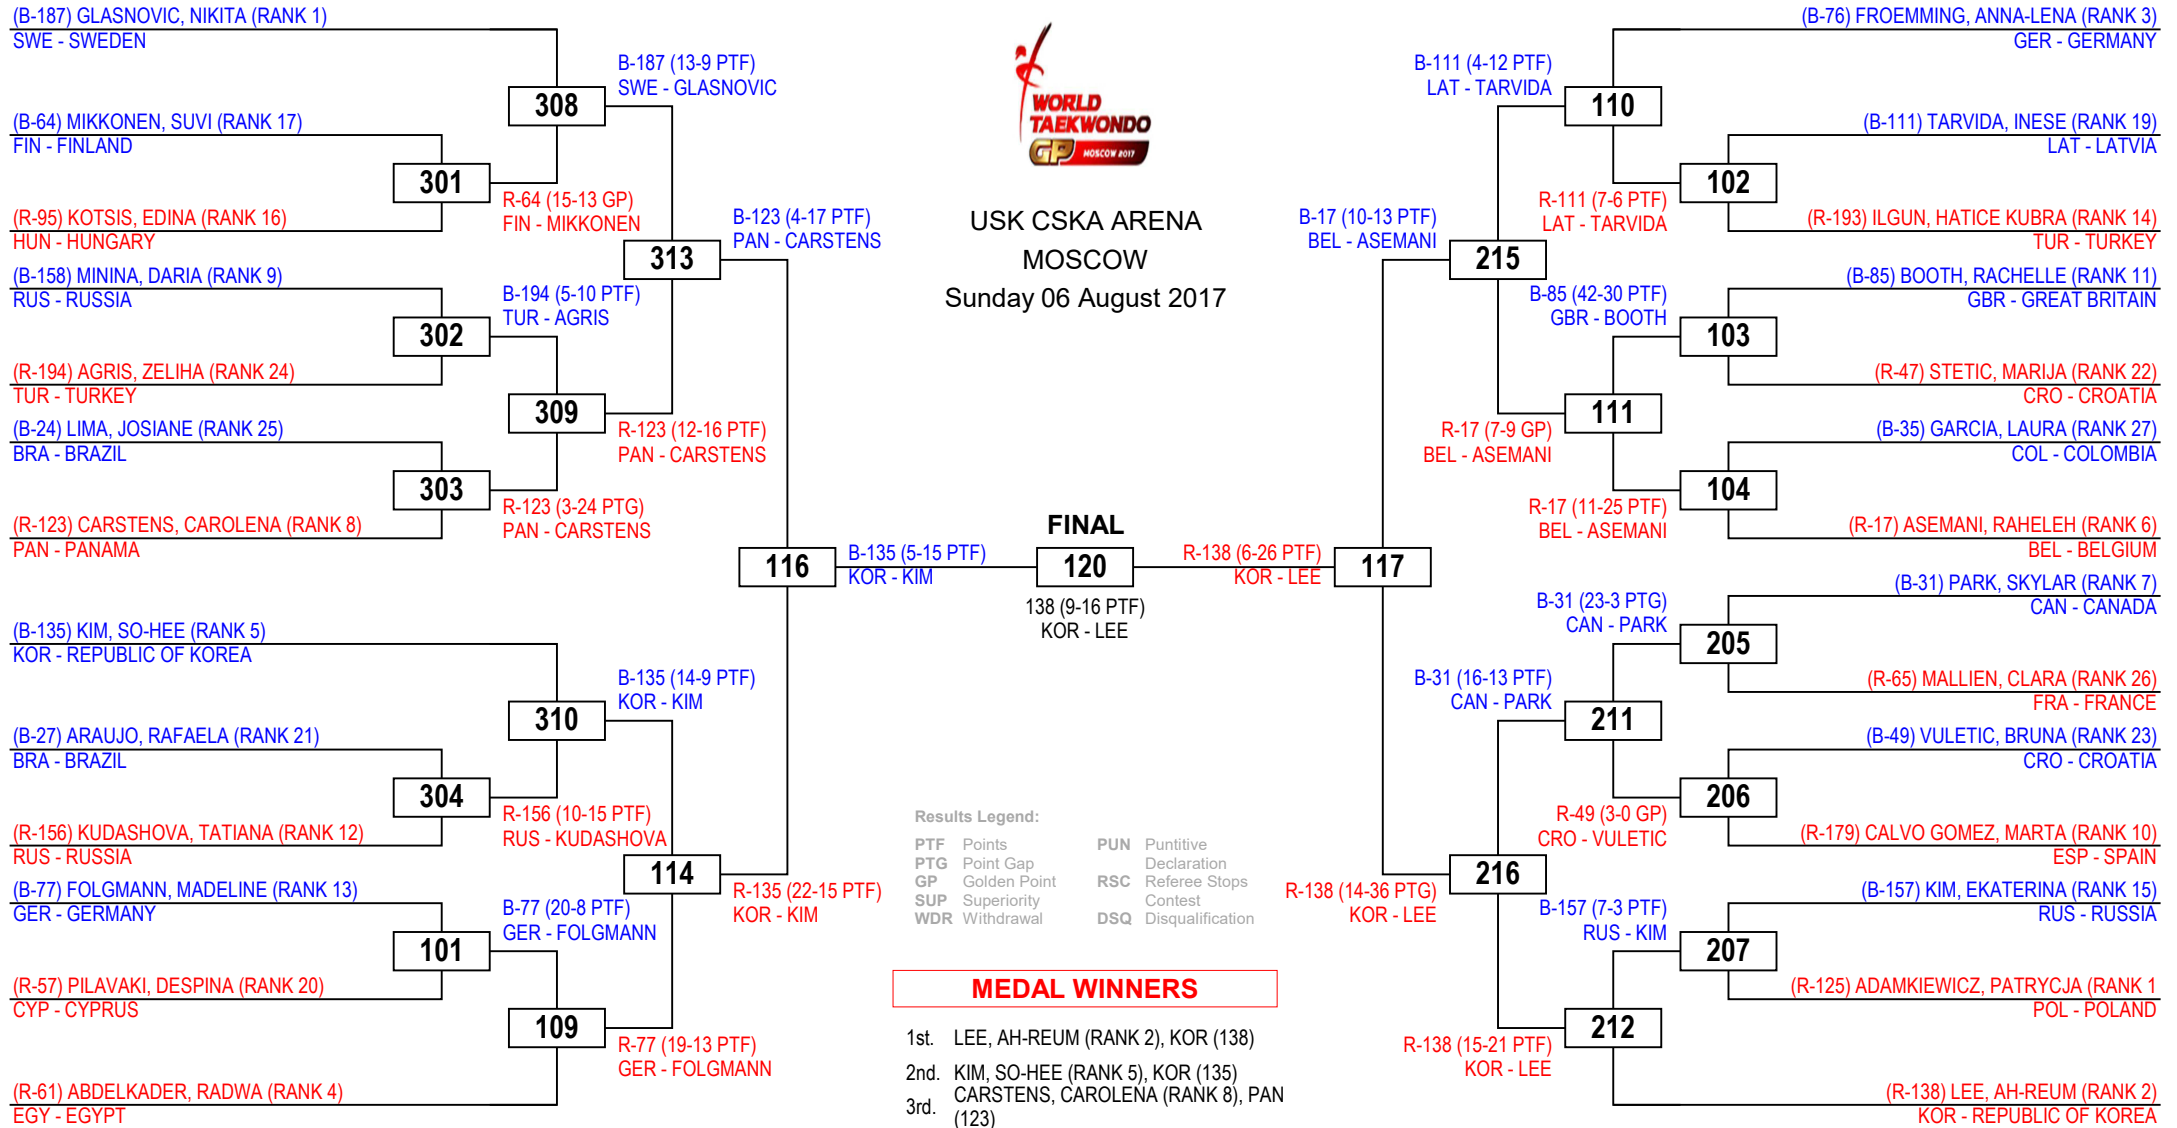 (B-187) GLASNOVIC, NIKITA (RANK 1)
SWE - SWEDEN
(B-64) MIKKONEN, SUVI (RANK 17)
FIN - FINLAND
(R-95) KOTSIS, EDINA (RANK 16)
HUN - HUNGARY
(B-158) MININA, DARIA (RANK 9)
RUS - RUSSIA
(R-194) AGRIS, ZELIHA (RANK 24)
TUR - TURKEY
(B-24) LIMA, JOSIANE (RANK 25)
BRA - BRAZIL
(R-123) CARSTENS, CAROLENA (RANK 8)
PAN - PANAMA
(B-135) KIM, SO-HEE (RANK 5)
KOR - REPUBLIC OF KOREA
(B-27) ARAUJO, RAFAELA (RANK 21)
BRA - BRAZIL
(R-156) KUDASHOVA, TATIANA (RANK 12)
RUS - RUSSIA
(B-77) FOLGMANN, MADELINE (RANK 13)
GER - GERMANY
(R-57) PILAVAKI, DESPINA (RANK 20)
CYP - CYPRUS
(R-61) ABDELKADER, RADWA (RANK 4)
EGY - EGYPT
301
302
303
304
101
R-64 (15-13 GP)
FIN - MIKKONEN
B-194 (5-10 PTF)
TUR - AGRIS
R-123 (3-24 PTG)
PAN - CARSTENS
R-156 (10-15 PTF)
RUS - KUDASHOVA
B-77 (20-8 PTF)
GER - FOLGMANN
308
309
310
109
B-187 (13-9 PTF)
SWE - GLASNOVIC
R-123 (12-16 PTF)
PAN - CARSTENS
B-135 (14-9 PTF)
KOR - KIM
R-77 (19-13 PTF)
GER - FOLGMANN
313
114
B-123 (4-17 PTF)
PAN - CARSTENS
R-135 (22-15 PTF)
KOR - KIM
116
B-135 (5-15 PTF)
KOR - KIM
WORLD
TAEKWONDO
GP MOSCOW 2017
USK CSKA ARENA
MOSCOW
Sunday 06 August 2017
FINAL
120
138 (9-16 PTF)
KOR - LEE
Results Legend:
PTF Points
PTG Point Gap
GP Golden Point
SUP Superiority
WDR Withdrawal
PUN Puntitive
Declaration
RSC Referee Stops
Contest
DSQ Disqualification
MEDAL WINNERS
1st. LEE, AH-REUM (RANK 2), KOR (138)
2nd. KIM, SO-HEE (RANK 5), KOR (135)
3rd. CARSTENS, CAROLENA (RANK 8), PAN
(123)
R-138 (6-26 PTF)
KOR - LEE
117
B-17 (10-13 PTF)
BEL - ASEMANI
R-138 (14-36 PTG)
KOR - LEE
215
216
B-111 (4-12 PTF)
LAT - TARVIDA
R-17 (7-9 GP)
BEL - ASEMANI
B-31 (16-13 PTF)
CAN - PARK
R-138 (15-21 PTF)
KOR - LEE
110
111
211
212
R-111 (7-6 PTF)
LAT - TARVIDA
B-85 (42-30 PTF)
GBR - BOOTH
R-17 (11-25 PTF)
BEL - ASEMANI
B-31 (23-3 PTG)
CAN - PARK
R-49 (3-0 GP)
CRO - VULETIC
B-157 (7-3 PTF)
RUS - KIM
102
103
104
205
206
207
(B-76) FROEMMING, ANNA-LENA (RANK 3)
GER - GERMANY
(B-111) TARVIDA, INESE (RANK 19)
LAT - LATVIA
(R-193) ILGUN, HATICE KUBRA (RANK 14)
TUR - TURKEY
(B-85) BOOTH, RACHELLE (RANK 11)
GBR - GREAT BRITAIN
(R-47) STETIC, MARIJA (RANK 22)
CRO - CROATIA
(B-35) GARCIA, LAURA (RANK 27)
COL - COLOMBIA
(R-17) ASEMANI, RAHELEH (RANK 6)
BEL - BELGIUM
(B-31) PARK, SKYLAR (RANK 7)
CAN - CANADA
(R-65) MALLIEN, CLARA (RANK 26)
FRA - FRANCE
(B-49) VULETIC, BRUNA (RANK 23)
CRO - CROATIA
(R-179) CALVO GOMEZ, MARTA (RANK 10)
ESP - SPAIN
(B-157) KIM, EKATERINA (RANK 15)
RUS - RUSSIA
(R-125) ADAMKIEWICZ, PATRYCJA (RANK 1
POL - POLAND
(R-138) LEE, AH-REUM (RANK 2)
KOR - REPUBLIC OF KOREA